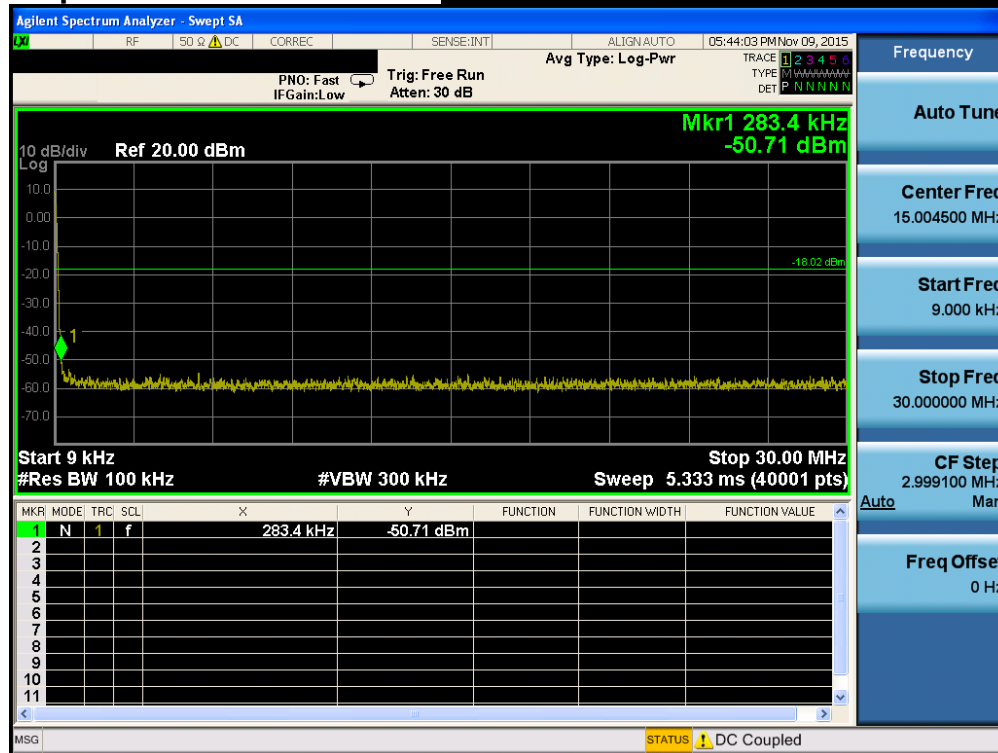 Agilent Spectrum Analyzer - Swept SA
LXI RF 50 Ω DC CORREC SENSE:INT ALIGN AUTO 05:44:03 PM Nov 09, 2015
Frequency
Avg Type: Log-Pwr
TRACE 1 2 3 4 5 6
PNO: Fast Trig: Free Run
TYPE M
IFGain:Low Atten: 30 dB
DET P N N N N N
Auto Tune
Mkr1 283.4 kHz
10 dB/div Ref 20.00 dBm -50.71 dBm
Log
10.0
0.00
-10.0
-18.02 dBm
-20.0
-30.0
-40.0
1
-50.0
-60.0
-70.0
Center Freq
15.004500 MHz
Start Freq
9.000 kHz
Stop Freq
30.000000 MHz
Start 9 kHz Stop 30.00 MHz
#Res BW 100 kHz #VBW 300 kHz Sweep 5.333 ms (40001 pts)
CF Step
2.999100 MHz
Auto Man
MKR MODE TRC SCL X Y FUNCTION FUNCTION WIDTH FUNCTION VALUE
1 N 1 f 283.4 kHz -50.71 dBm
2
3
4
5
6
7
8
9
10
11
Freq Offset
0 Hz
MSG STATUS DC Coupled